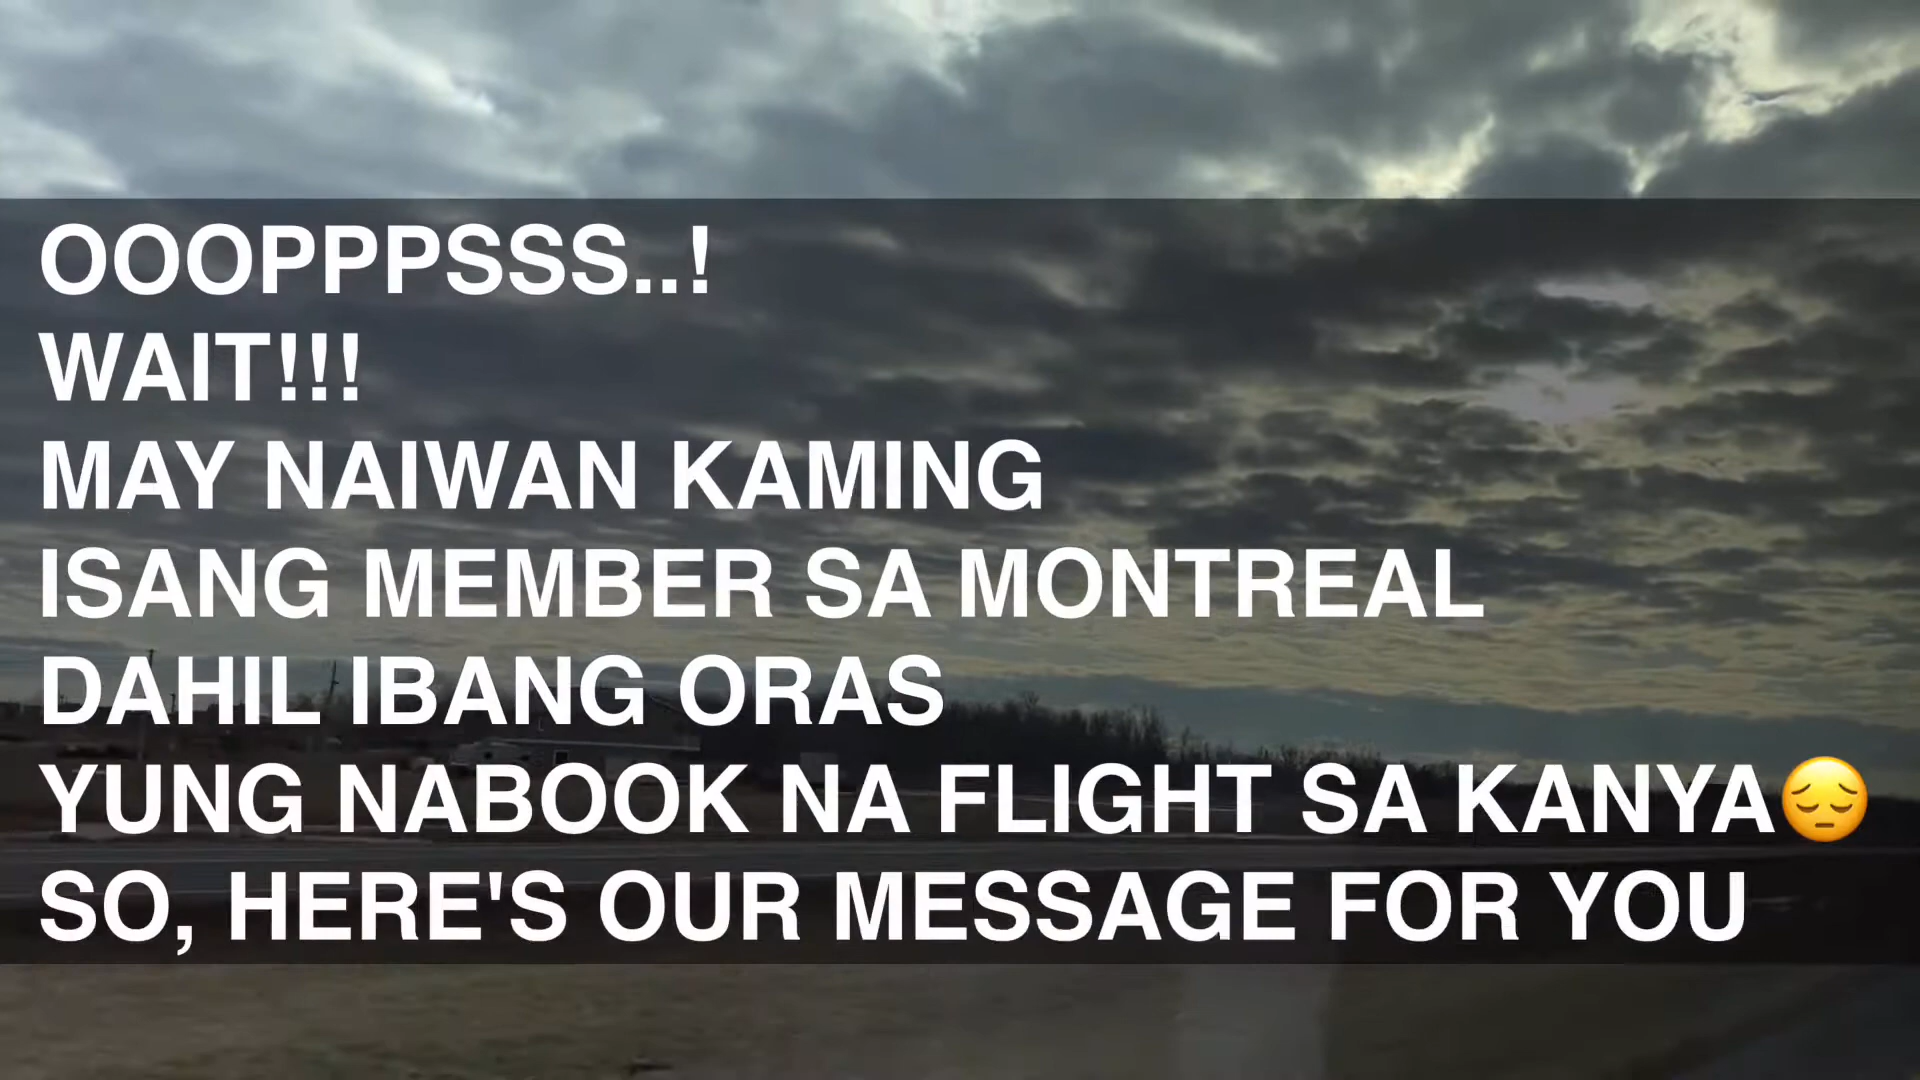 OOOPPPSSS..!
WAIT!!!
MAY NAIWAN KAMING
ISANG MEMBER SA MONTREAL
DAHIL IBANG ORAS
YUNG NABOOK NA FLIGHT SA KANYA😔
SO, HERE'S OUR MESSAGE FOR YOU